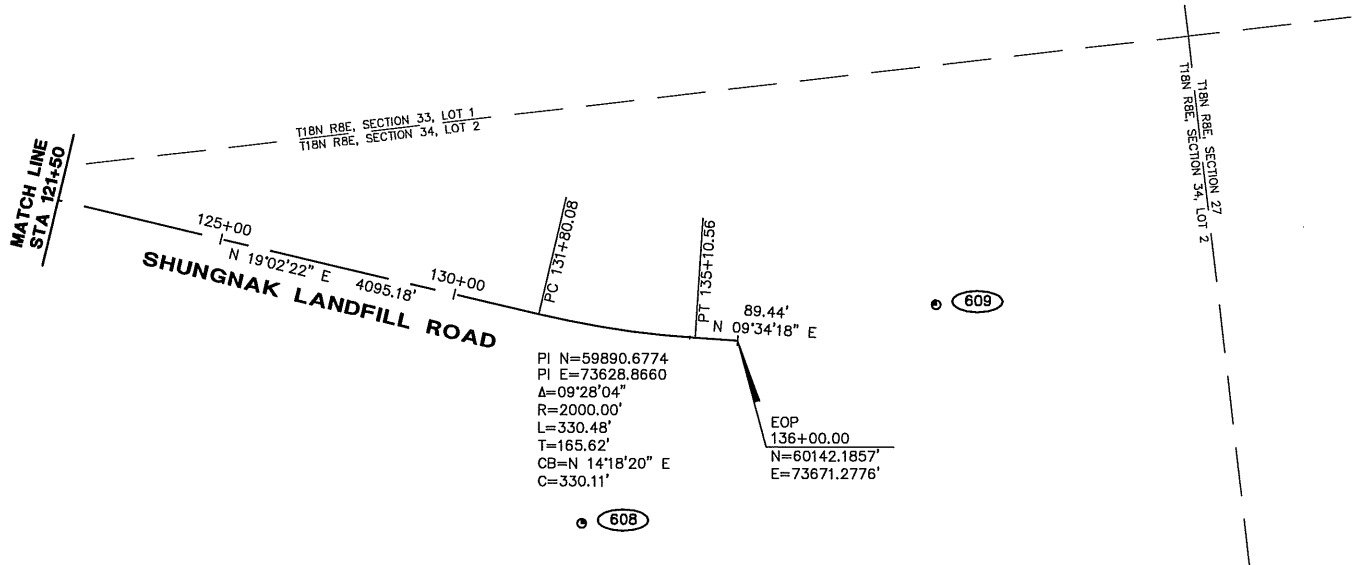 T18N R8E, SECTION 33, LOT 1
T18N R8E, SECTION 34, LOT 2
T18N R8E, SECTION 27
T18N R8E, SECTION 34, LOT 2
MATCH LINE
STA 121+50
125+00
N 19°02'22" E
4095.18'
130+00
SHUNGNAK LANDFILL ROAD
PC 131+80.08
PT 135+10.56
89.44'
N 09°34'18" E
609
PI N=59890.6774
PI E=73628.8660
Δ=09°28'04"
R=2000.00'
L=330.48'
T=165.62'
CB=N 14°18'20" E
C=330.11'
EOP
136+00.00
N=60142.1857'
E=73671.2776'
608